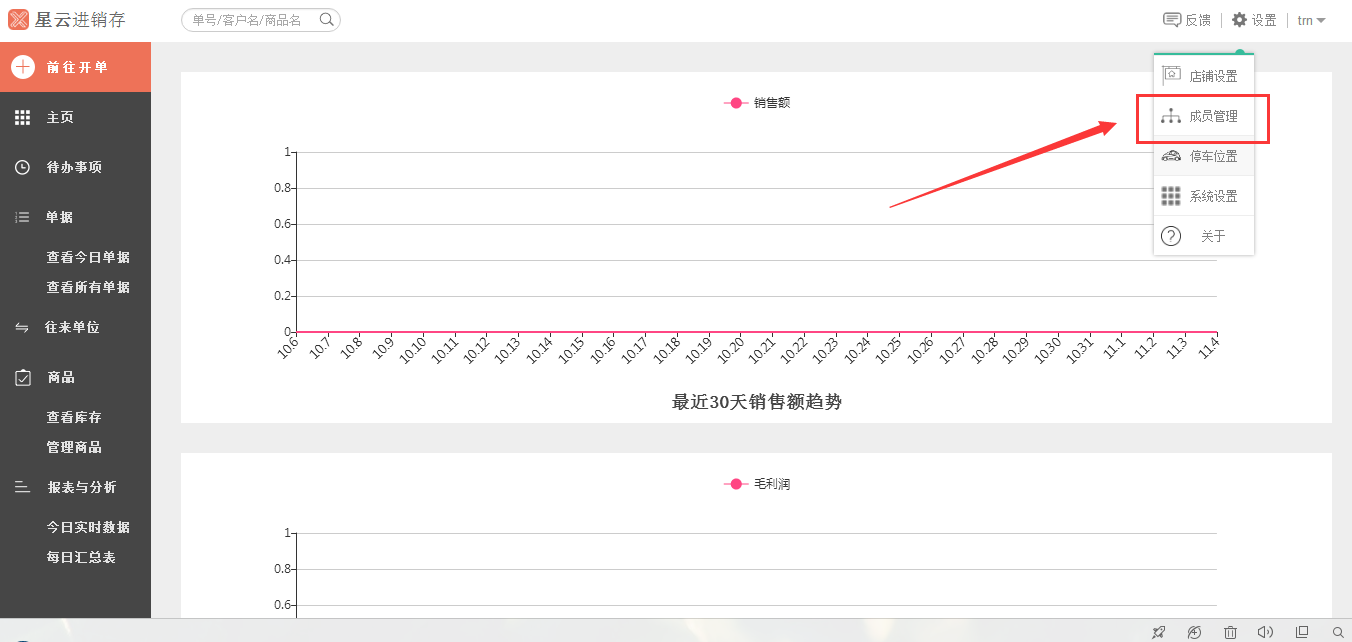 星云进销存
单号/客户名/商品名
反馈
设置
trn
前往开单
主页
待办事项
单据
查看今日单据
查看所有单据
往来单位
商品
查看库存
管理商品
报表与分析
今日实时数据
每日汇总表
店铺设置
成员管理
停车位置
系统设置
? 关于
销售额
1
0.8
0.6
0.4
0.2
0
10.6 10.7 10.8 10.9 10.10 10.11 10.12 10.13 10.14 10.15 10.16 10.17 10.18 10.19 10.20 10.21 10.22 10.23 10.24 10.25 10.26 10.27 10.28 10.29 10.30 10.31 11.1 11.2 11.3 11.4
最近30天销售额趋势
毛利润
1
0.8
0.6